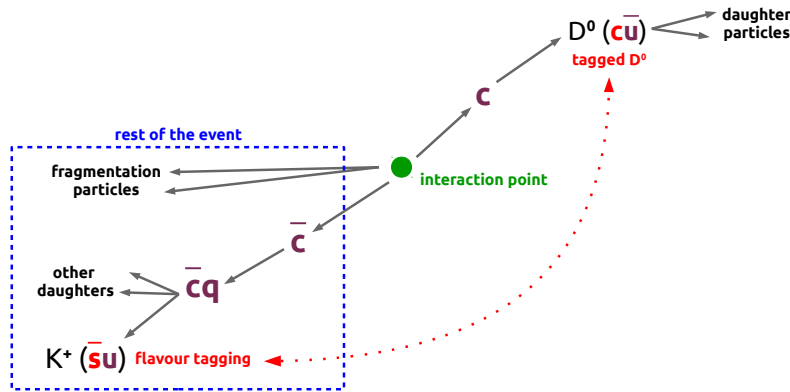 D⁰ (cu̅)
daughter
particles
tagged D⁰
c
rest of the event
fragmentation
particles
interaction point
c̅
other
daughters
c̅q
K⁺ (s̅u)
flavour tagging